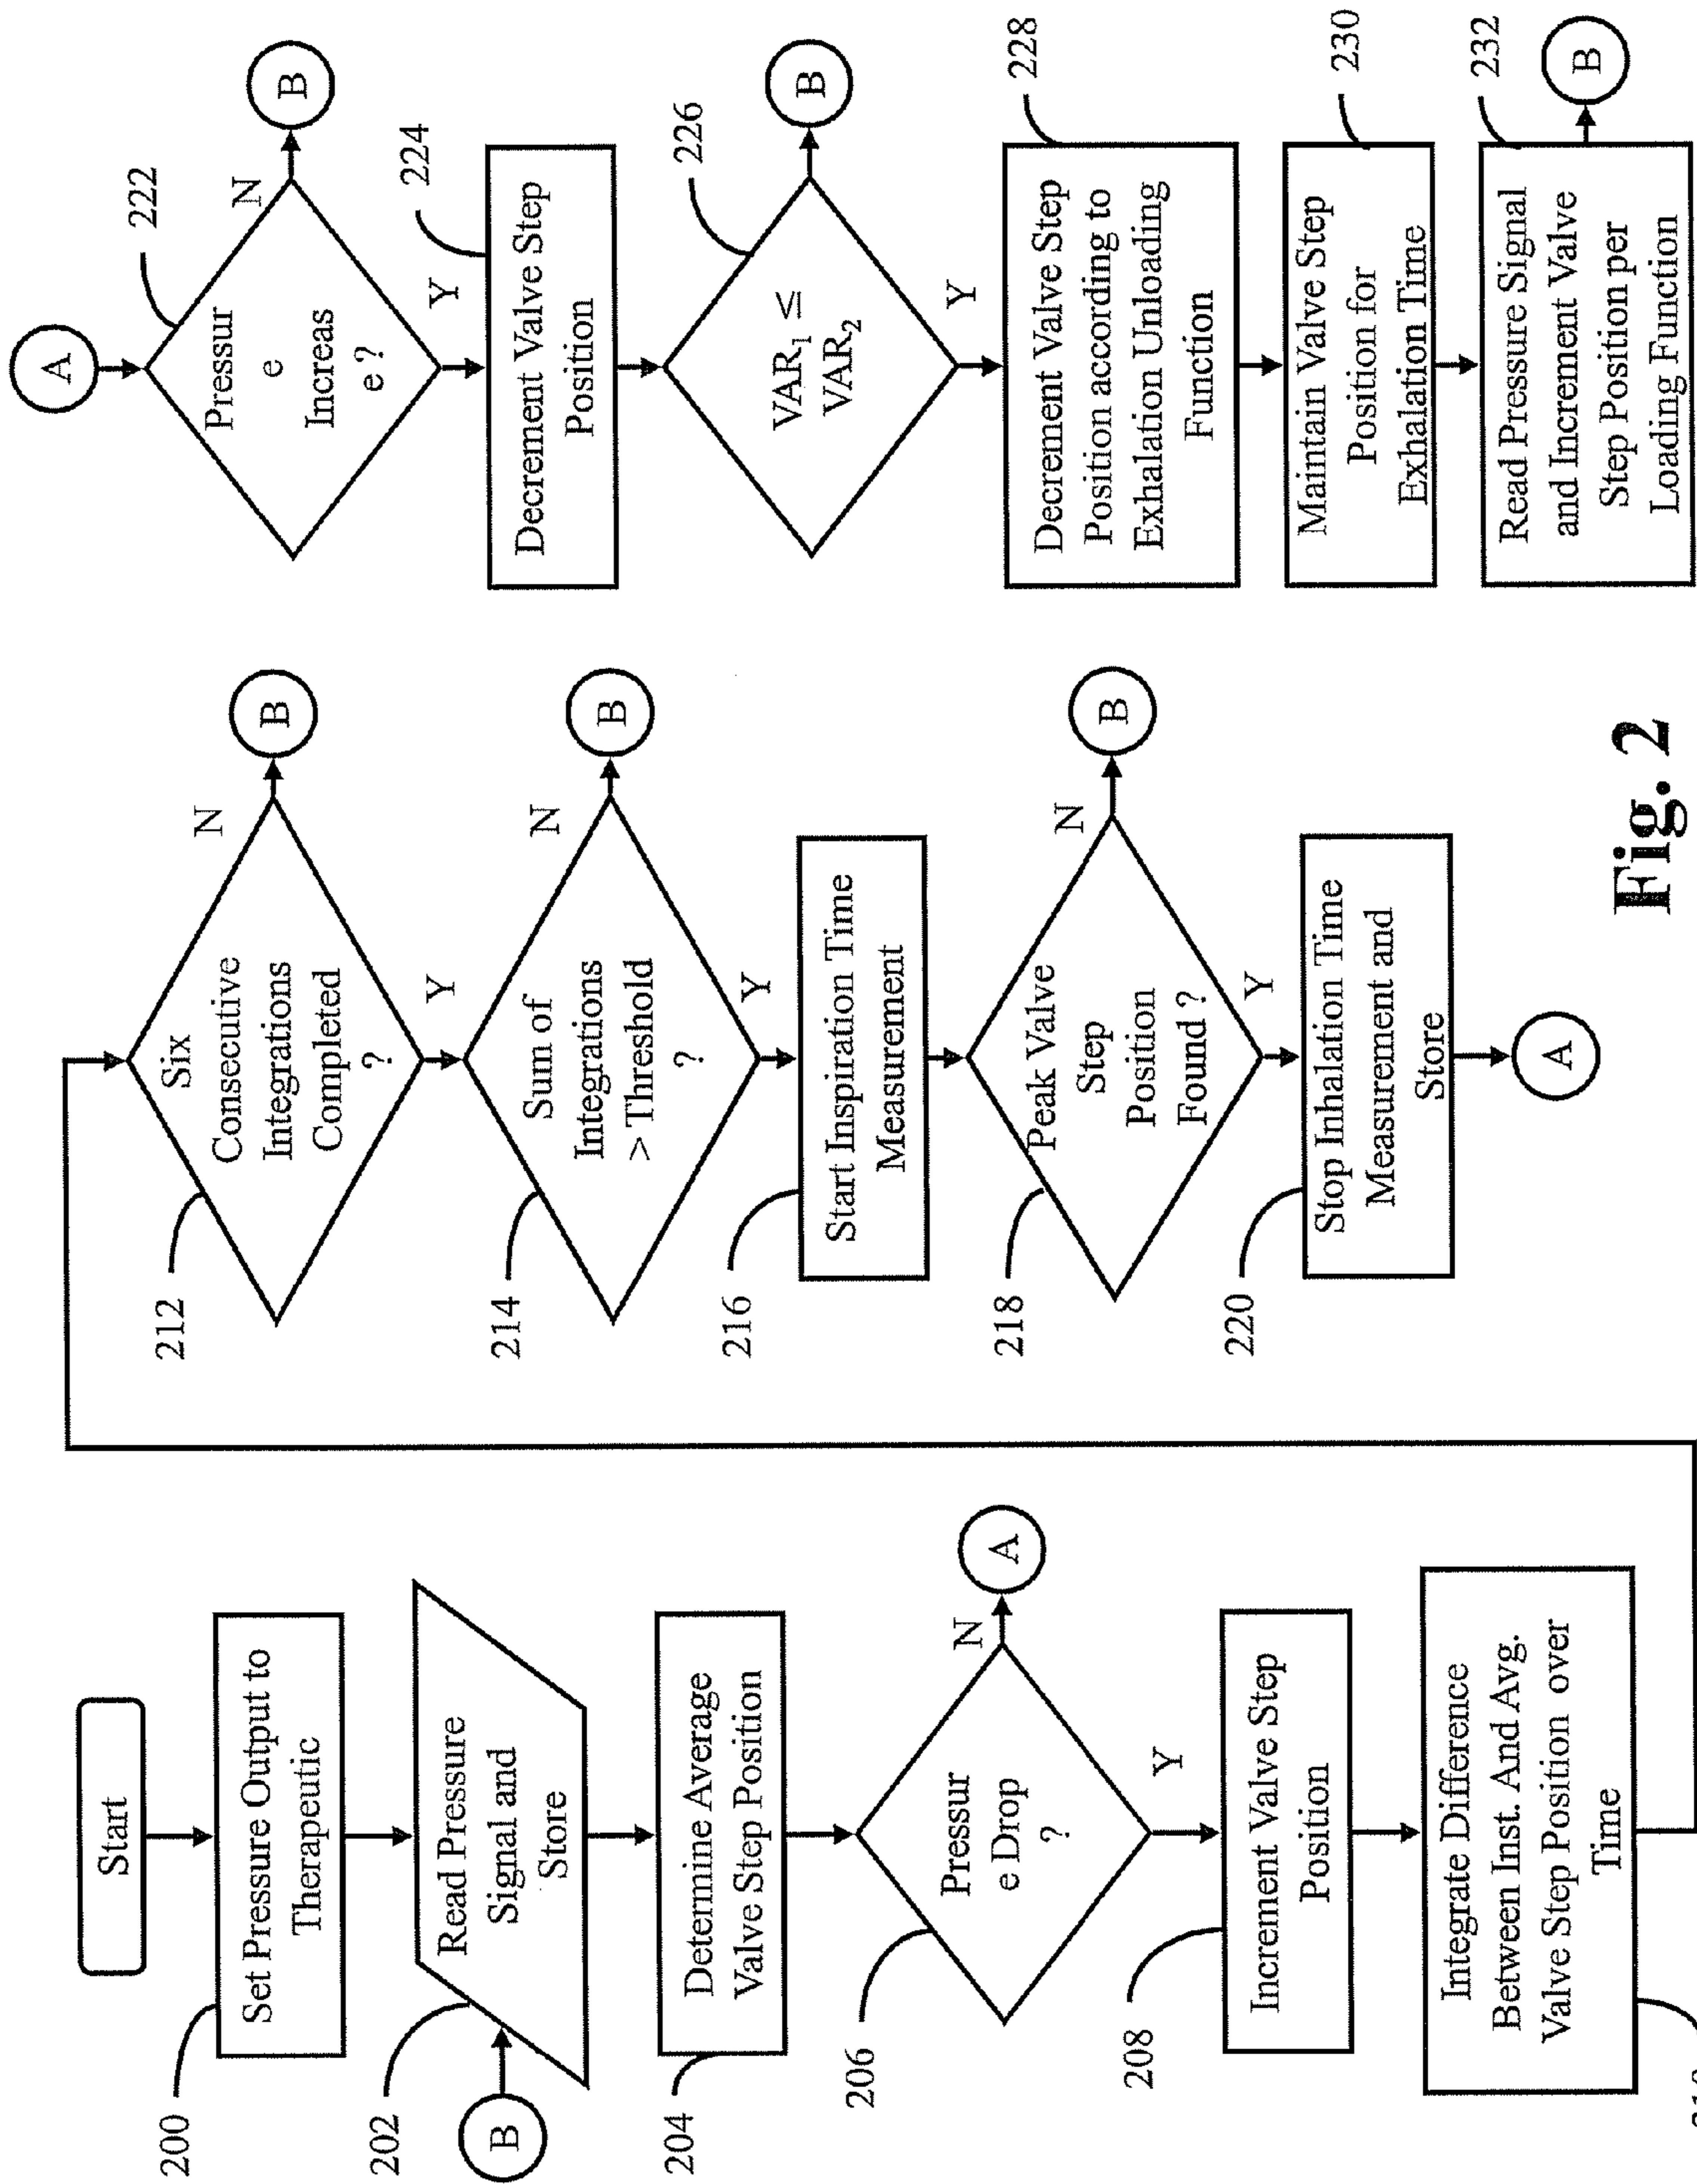 Start
200
Set Pressure Output to
Therapeutic
202
B
Read Pressure
Signal and
Store
204
Determine Average
Valve Step Position
206
Pressur
e Drop
?
N
A
Y
208
Increment Valve Step
Position
Integrate Difference
Between Inst. And Avg.
Valve Step Position over
Time
212
Six
Consecutive
Integrations
Completed
?
N
B
Y
214
Sum of
Integrations
> Threshold
?
N
B
Y
216
Start Inspiration Time
Measurement
218
Peak Valve
Step
Position
Found ?
N
B
Y
220
Stop Inhalation Time
Measurement and
Store
A
A
222
Pressur
e
Increas
e?
N
B
Y
224
Decrement Valve Step
Position
226
VAR₁ ≤
VAR₂
B
Y
228
Decrement Valve Step
Position according to
Exhalation Unloading
Function
230
Maintain Valve Step
Position for
Exhalation Time
232
Read Pressure Signal
and Increment Valve
Step Position per
Loading Function
B
Fig. 2